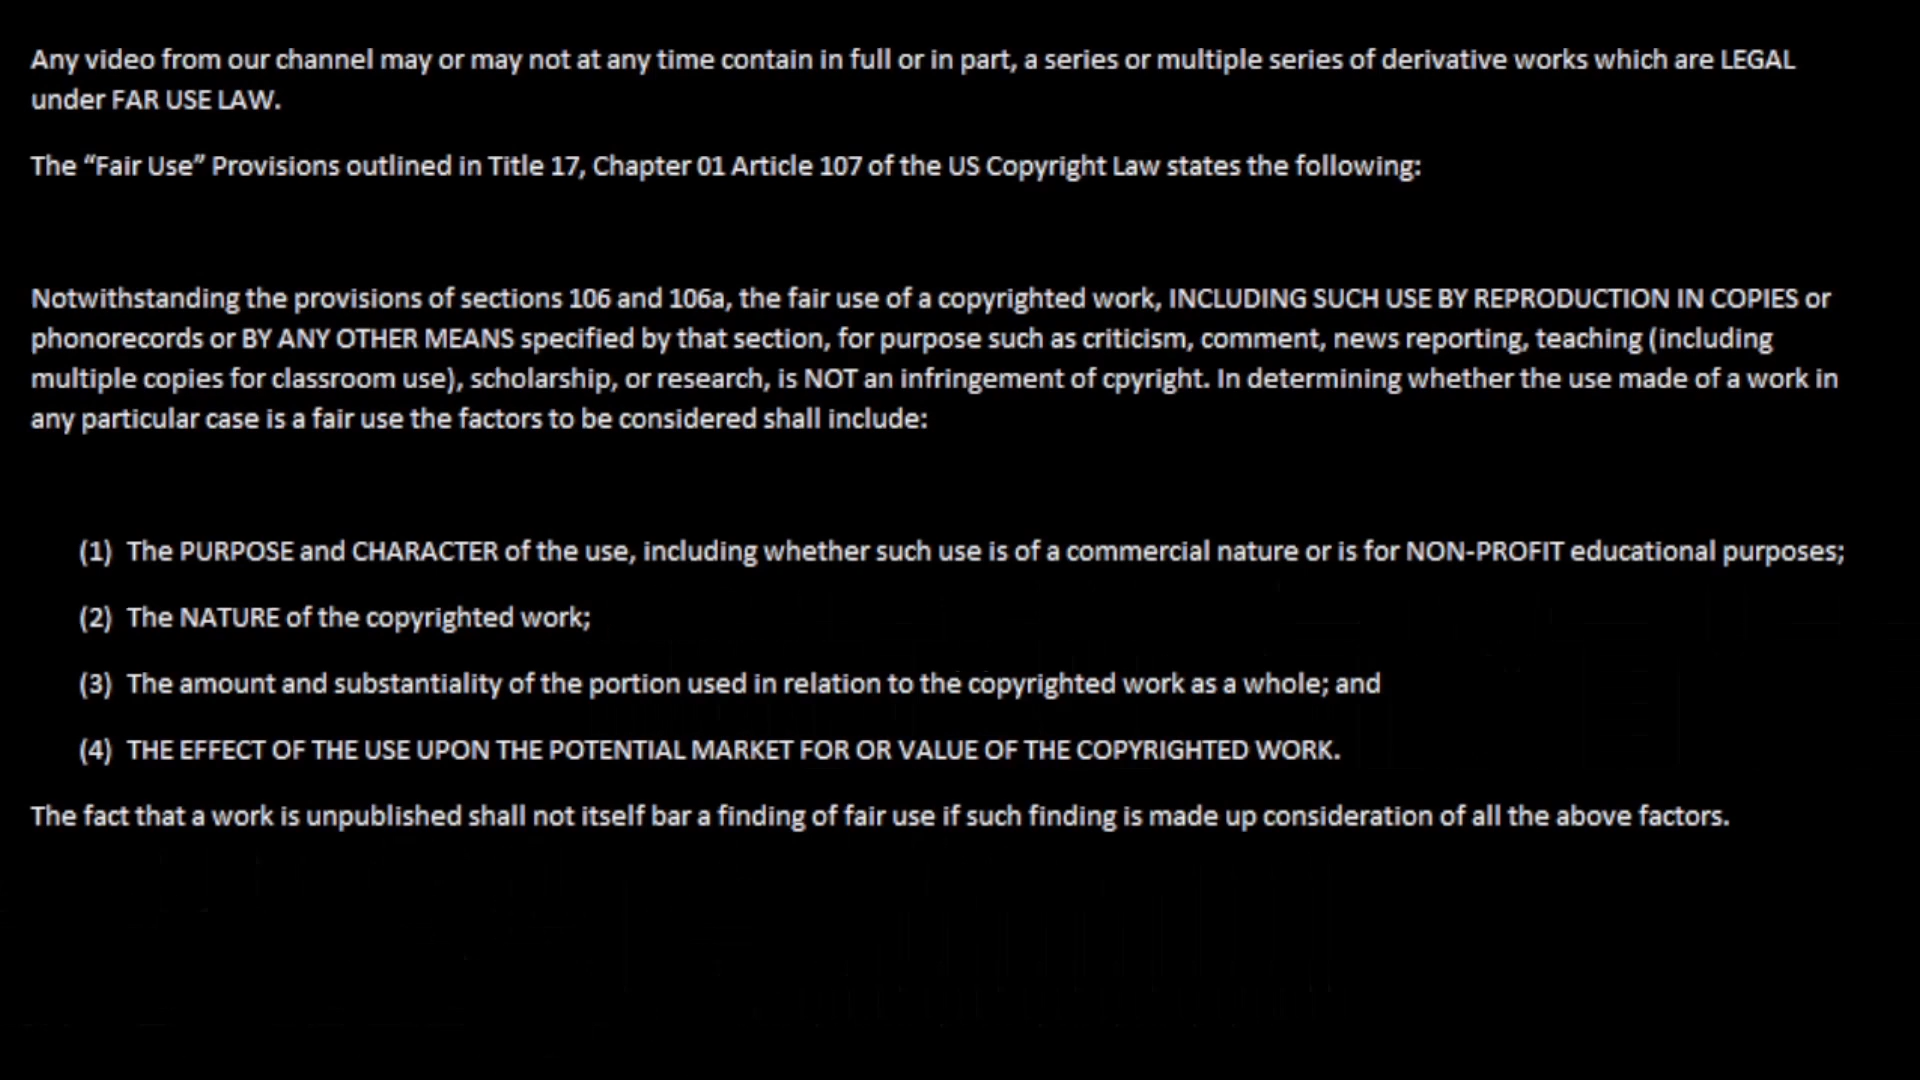 Any video from our channel may or may not at any time contain in full or in part, a series or multiple series of derivative works which are LEGAL
under FAR USE LAW.
The “Fair Use” Provisions outlined in Title 17, Chapter 01 Article 107 of the US Copyright Law states the following:
Notwithstanding the provisions of sections 106 and 106a, the fair use of a copyrighted work, INCLUDING SUCH USE BY REPRODUCTION IN COPIES or
phonorecords or BY ANY OTHER MEANS specified by that section, for purpose such as criticism, comment, news reporting, teaching (including
multiple copies for classroom use), scholarship, or research, is NOT an infringement of cpyright. In determining whether the use made of a work in
any particular case is a fair use the factors to be considered shall include:
(1) The PURPOSE and CHARACTER of the use, including whether such use is of a commercial nature or is for NON-PROFIT educational purposes;
(2) The NATURE of the copyrighted work;
(3) The amount and substantiality of the portion used in relation to the copyrighted work as a whole; and
(4) THE EFFECT OF THE USE UPON THE POTENTIAL MARKET FOR OR VALUE OF THE COPYRIGHTED WORK.
The fact that a work is unpublished shall not itself bar a finding of fair use if such finding is made up consideration of all the above factors.